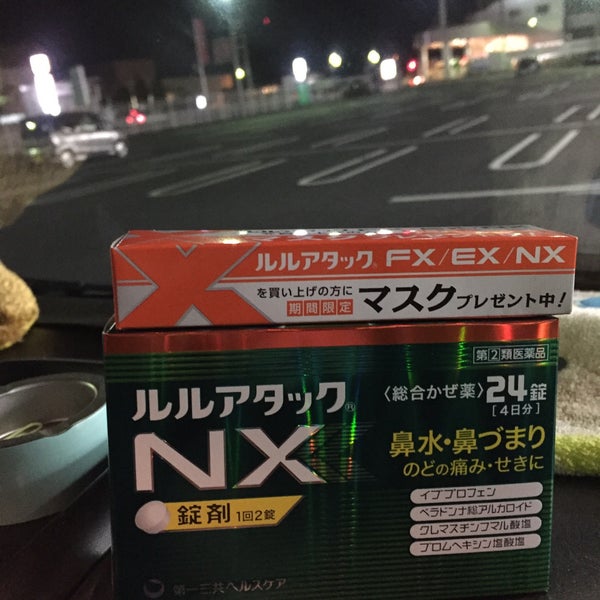 ルルアタック® FX/EX/NX
を買い上げの方に
期間限定
マスクプレゼント中!
第②類医薬品
ルルアタック®
NX
錠剤 1回2錠
〈総合かぜ薬〉24錠
[4日分]
鼻水・鼻づまり
のどの痛み・せきに
イブプロフェン
ベラドンナ総アルカロイド
クレマスチンフマル酸塩
ブロムヘキシン塩酸塩
第一三共ヘルスケア